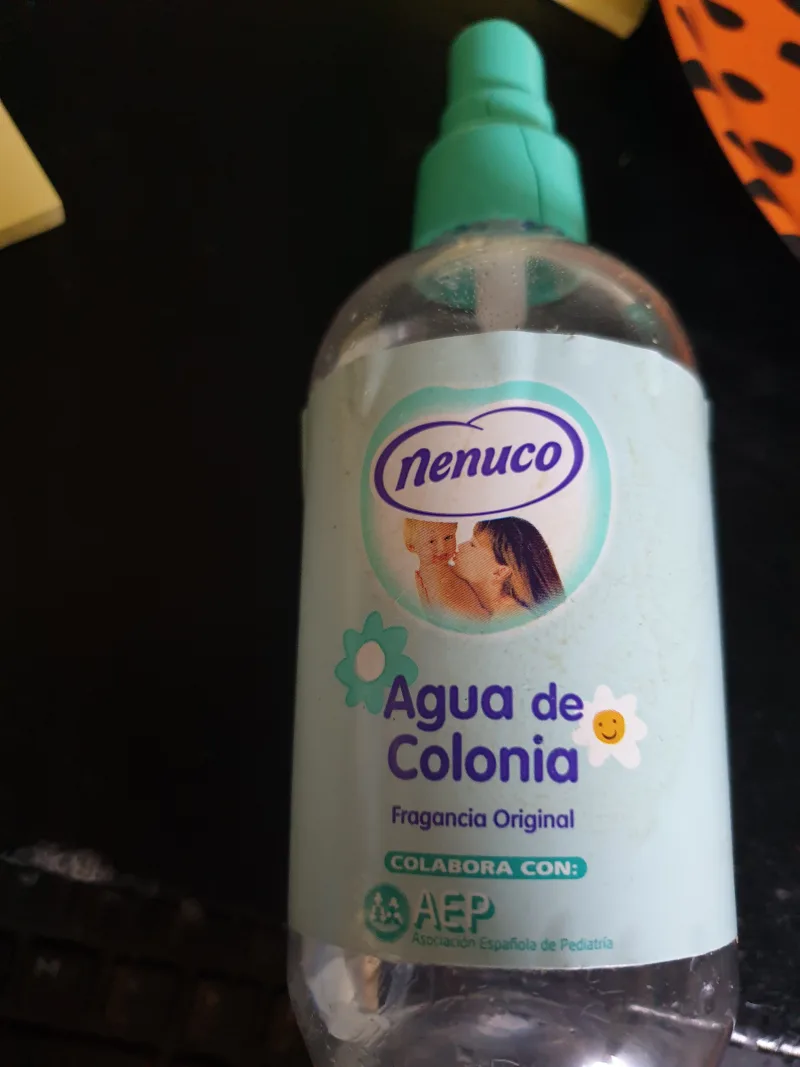 nenuco
Agua de
Colonia
Fragancia Original
COLABORA CON:
AEP
Asociación Española de Pediatría